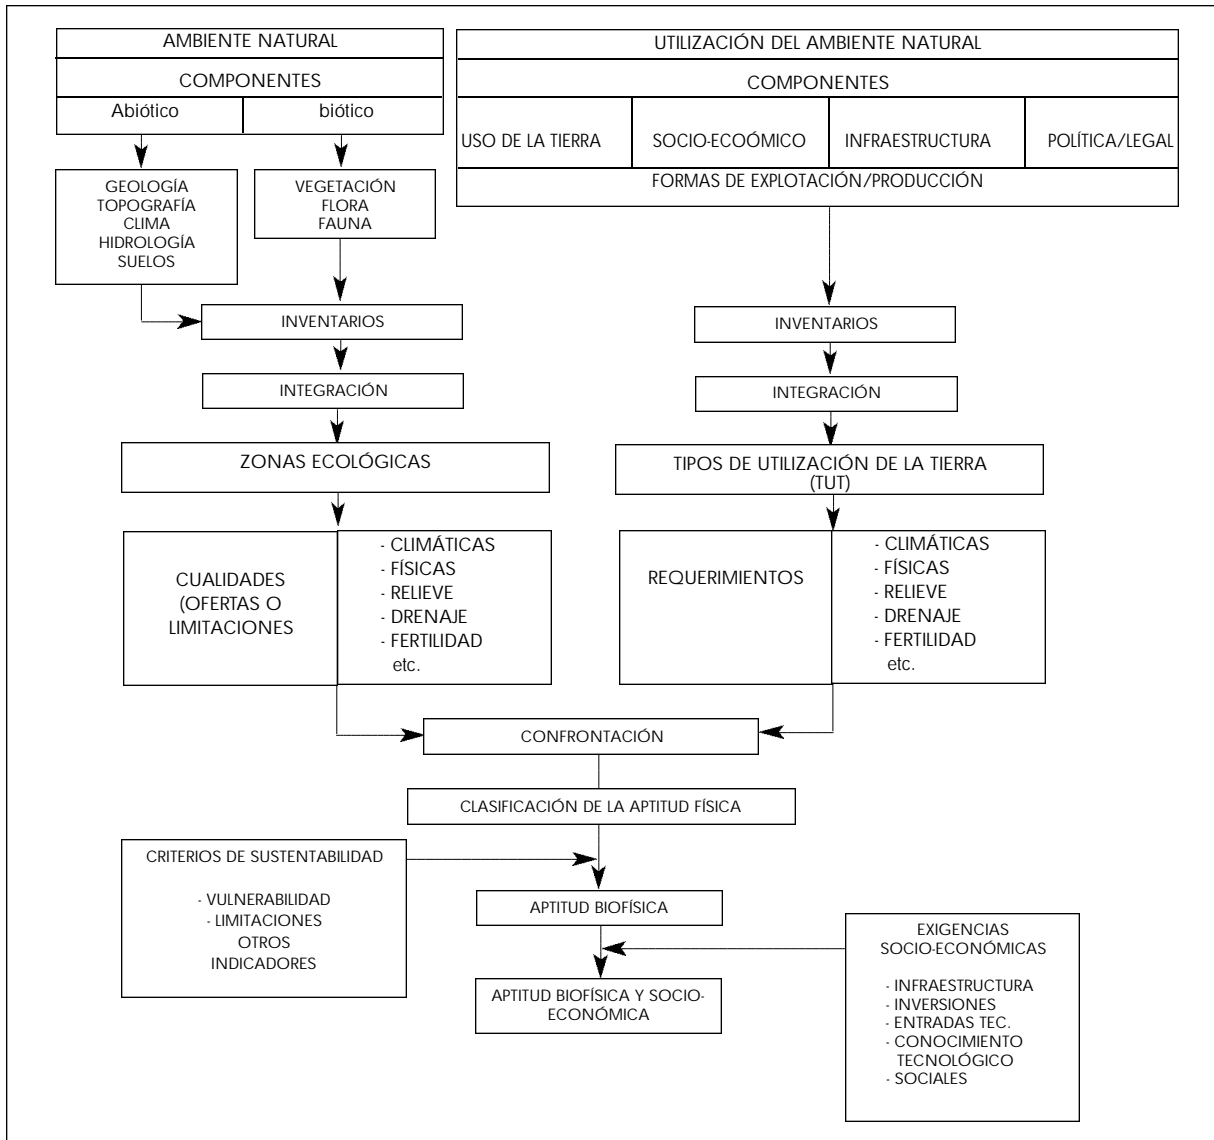 AMBIENTE NATURAL
COMPONENTES
Abiótico
biótico
GEOLOGÍA
TOPOGRAFÍA
CLIMA
HIDROLOGÍA
SUELOS
VEGETACIÓN
FLORA
FAUNA
INVENTARIOS
INTEGRACIÓN
ZONAS ECOLÓGICAS
CUALIDADES
(OFERTAS O
LIMITACIONES
- CLIMÁTICAS
- FÍSICAS
- RELIEVE
- DRENAJE
- FERTILIDAD
etc.
UTILIZACIÓN DEL AMBIENTE NATURAL
COMPONENTES
USO DE LA TIERRA
SOCIO-ECOÓMICO
INFRAESTRUCTURA
POLÍTICA/LEGAL
FORMAS DE EXPLOTACIÓN/PRODUCCIÓN
INVENTARIOS
INTEGRACIÓN
TIPOS DE UTILIZACIÓN DE LA TIERRA
(TUT)
REQUERIMIENTOS
- CLIMÁTICAS
- FÍSICAS
- RELIEVE
- DRENAJE
- FERTILIDAD
etc.
CONFRONTACIÓN
CLASIFICACIÓN DE LA APTITUD FÍSICA
CRITERIOS DE SUSTENTABILIDAD
- VULNERABILIDAD
- LIMITACIONES
OTROS
INDICADORES
APTITUD BIOFÍSICA
EXIGENCIAS
SOCIO-ECONÓMICAS
- INFRAESTRUCTURA
- INVERSIONES
- ENTRADAS TEC.
- CONOCIMIENTO
TECNOLÓGICO
- SOCIALES
APTITUD BIOFÍSICA Y SOCIO-
ECONÓMICA